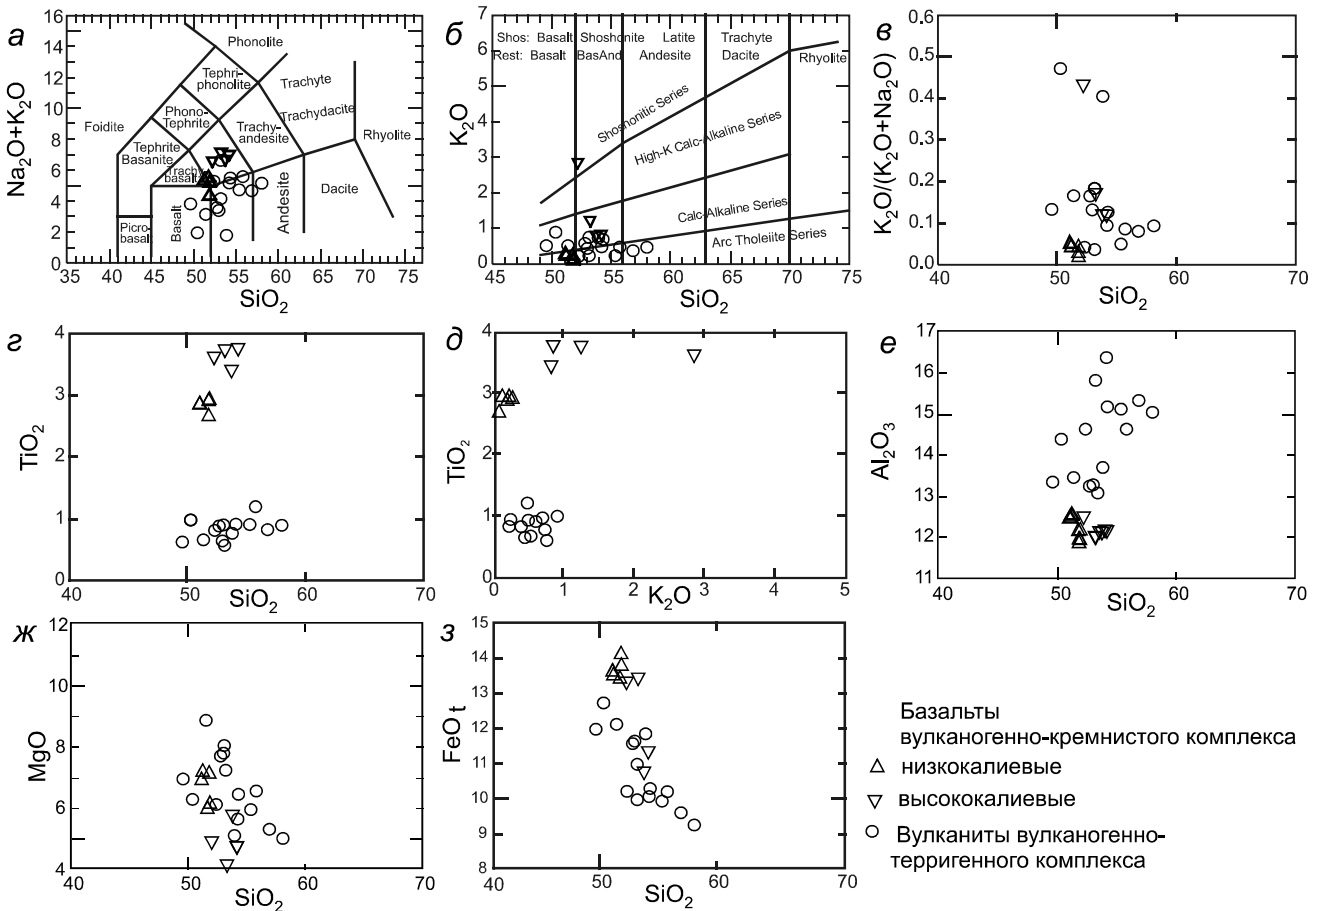 а
Na₂O+K₂O
16
14
12
10
8
6
4
2
0
Phonolite
Tephri-
phonolite
Trachyte
Phono-
Tephrite
Trachydacite
Foidite
Trachy-
andesite
Rhyolite
Tephrite
Basanite
Trachy-
basalt
Dacite
Picro-
basal
Basalt
Andesite
35 40 45 50 55 60 65 70 75
SiO₂
б
K₂O
7
6
5
4
3
2
1
0
Shos: Basalt Shoshonite Latite Trachyte
Rest: Basalt BasAnd Andesite Dacite Rhyolite
Shoshonitic Series
High-K Calc-Alkaline Series
Calc-Alkaline Series
Arc Tholeiite Series
45 50 55 60 65 70 75
SiO₂
в
K₂O/(K₂O+Na₂O)
0.6
0.5
0.4
0.3
0.2
0.1
0.0
40 50 60 70
SiO₂
г
TiO₂
4
3
2
1
0
40 50 60 70
SiO₂
д
TiO₂
4
3
2
1
0
0 1 2 3 4 5
K₂O
е
Al₂O₃
17
16
15
14
13
12
11
40 50 60 70
SiO₂
ж
MgO
12
10
8
6
4
40 50 60 70
SiO₂
з
FeO t
15
14
13
12
11
10
9
8
40 50 60 70
SiO₂
Базальты
вулканогенно-кремнистого комплекса
низкокалиевые
высококалиевые
Вулканиты вулканогенно-
терригенного комплекса